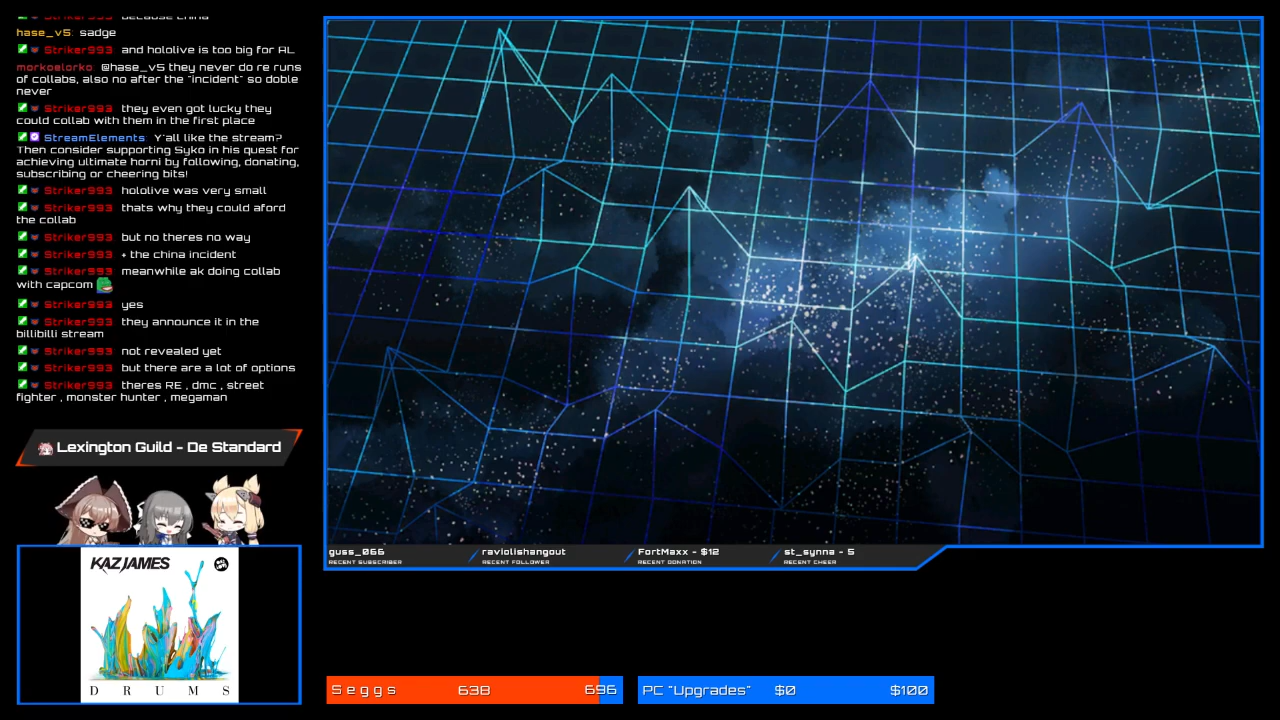 hase_v5: sadge
Striker993 and hololive is too big for AL
morkoelorko: @hase_v5 they never do re runs
of collabs, also no after the "incident" so doble
never
Striker993 they even got lucky they
could collab with them in the first place
StreamElements: Y'all like the stream?
Then consider supporting Syko in his quest for
achieving ultimate horni by following, donating,
subscribing or cheering bits!
Striker993 hololive was very small
Striker993 thats why they could aford
the collab
Striker993 but no theres no way
Striker993 + the china incident
Striker993 meanwhile ak doing collab
with capcom
Striker993 yes
Striker993 they announce it in the
billibilli stream
Striker993 not revealed yet
Striker993 but there are a lot of options
Striker993 theres RE , dmc , street
fighter , monster hunter , megaman
Lexington Guild - De Standard
KAZ JAMES
DRUMS
guss_066
RECENT SUBSCRIBER
raviolishangout
RECENT FOLLOWER
FortMaxx - $12
RECENT DONATION
st_synna - 5
RECENT CHEER
Seggs 638 696
PC "Upgrades" $0 $100